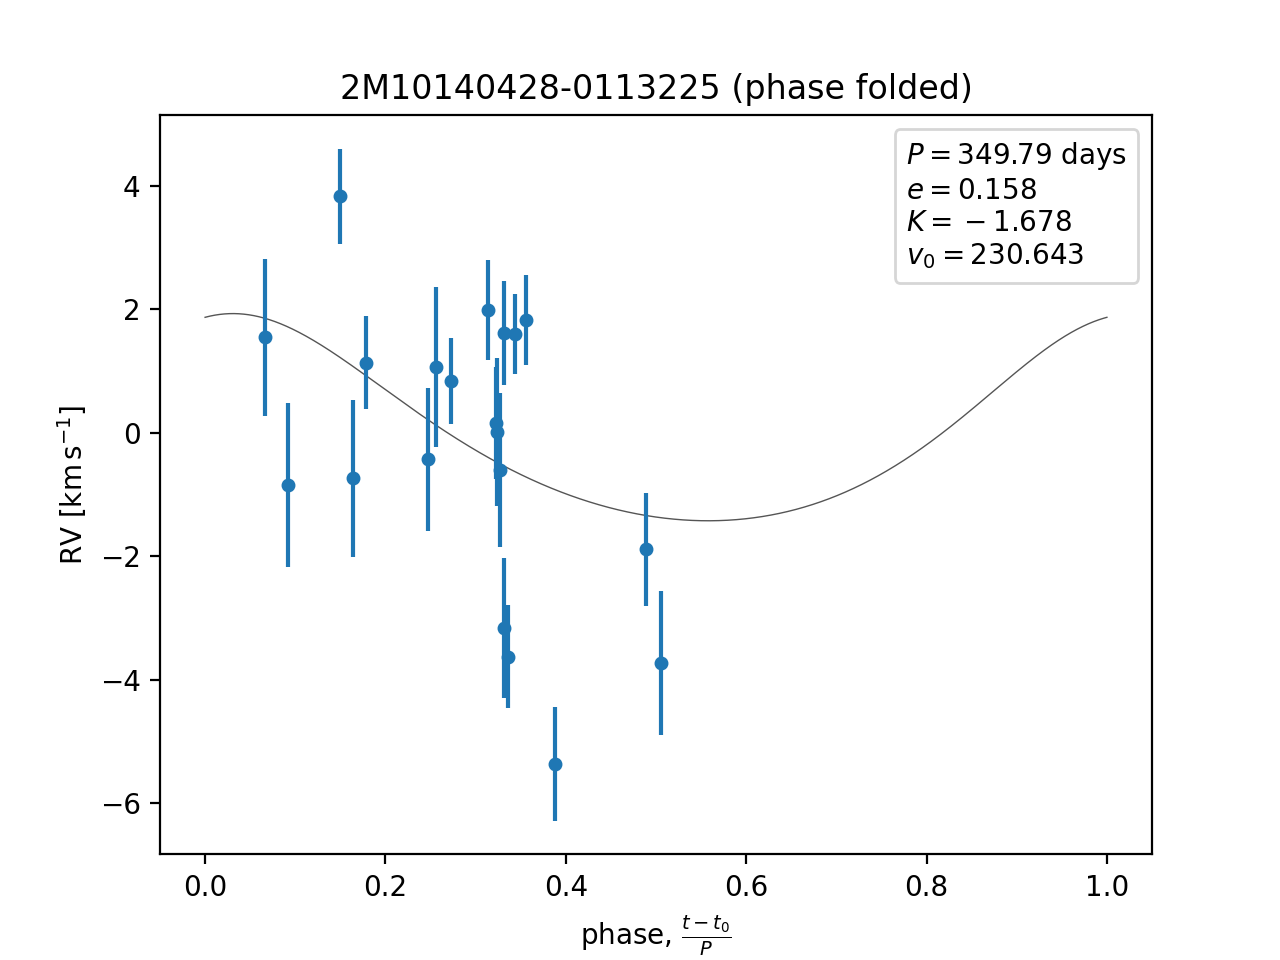 2M10140428-0113225 (phase folded)
P = 349.79 days
e = 0.158
K = −1.678
v₀ = 230.643
RV [km s⁻¹]
4
2
0
−2
−4
−6
0.0 0.2 0.4 0.6 0.8 1.0
phase, (t − t₀)/P